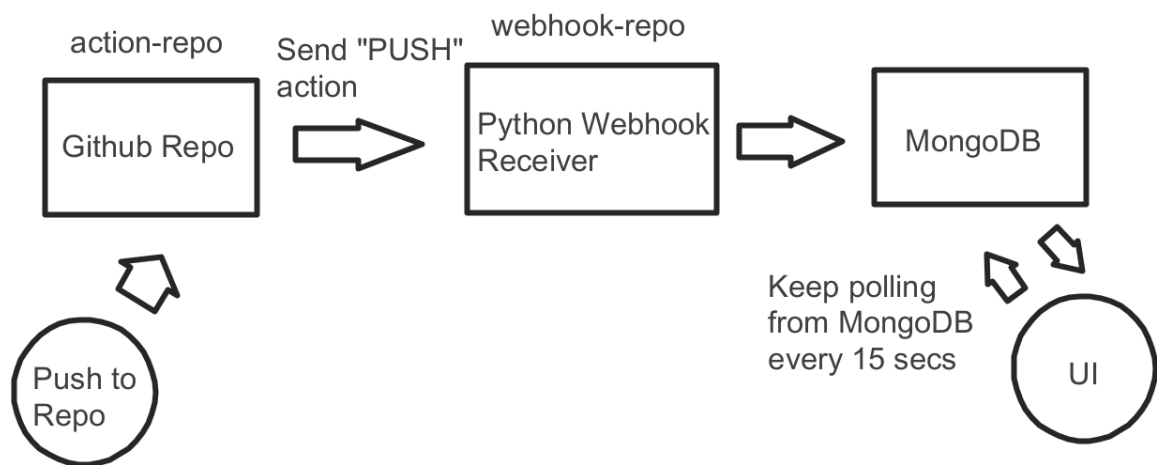 action-repo
Send "PUSH"
action
webhook-repo
Github Repo
Python Webhook
Receiver
MongoDB
Push to
Repo
Keep polling
from MongoDB
every 15 secs
UI